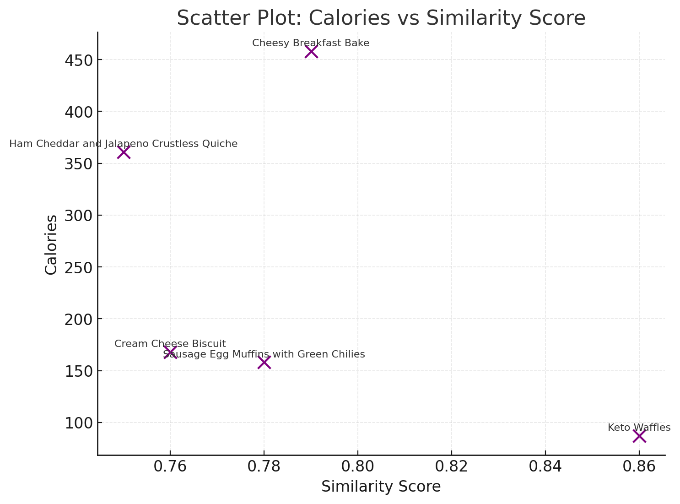 Scatter Plot: Calories vs Similarity Score
Cheesy Breakfast Bake
Ham Cheddar and Jalapeno Crustless Quiche
Cream Cheese Biscuit
Sausage Egg Muffins with Green Chilies
Keto Waffles
450
400
350
300
250
200
150
100
Calories
0.76
0.78
0.80
0.82
0.84
0.86
Similarity Score